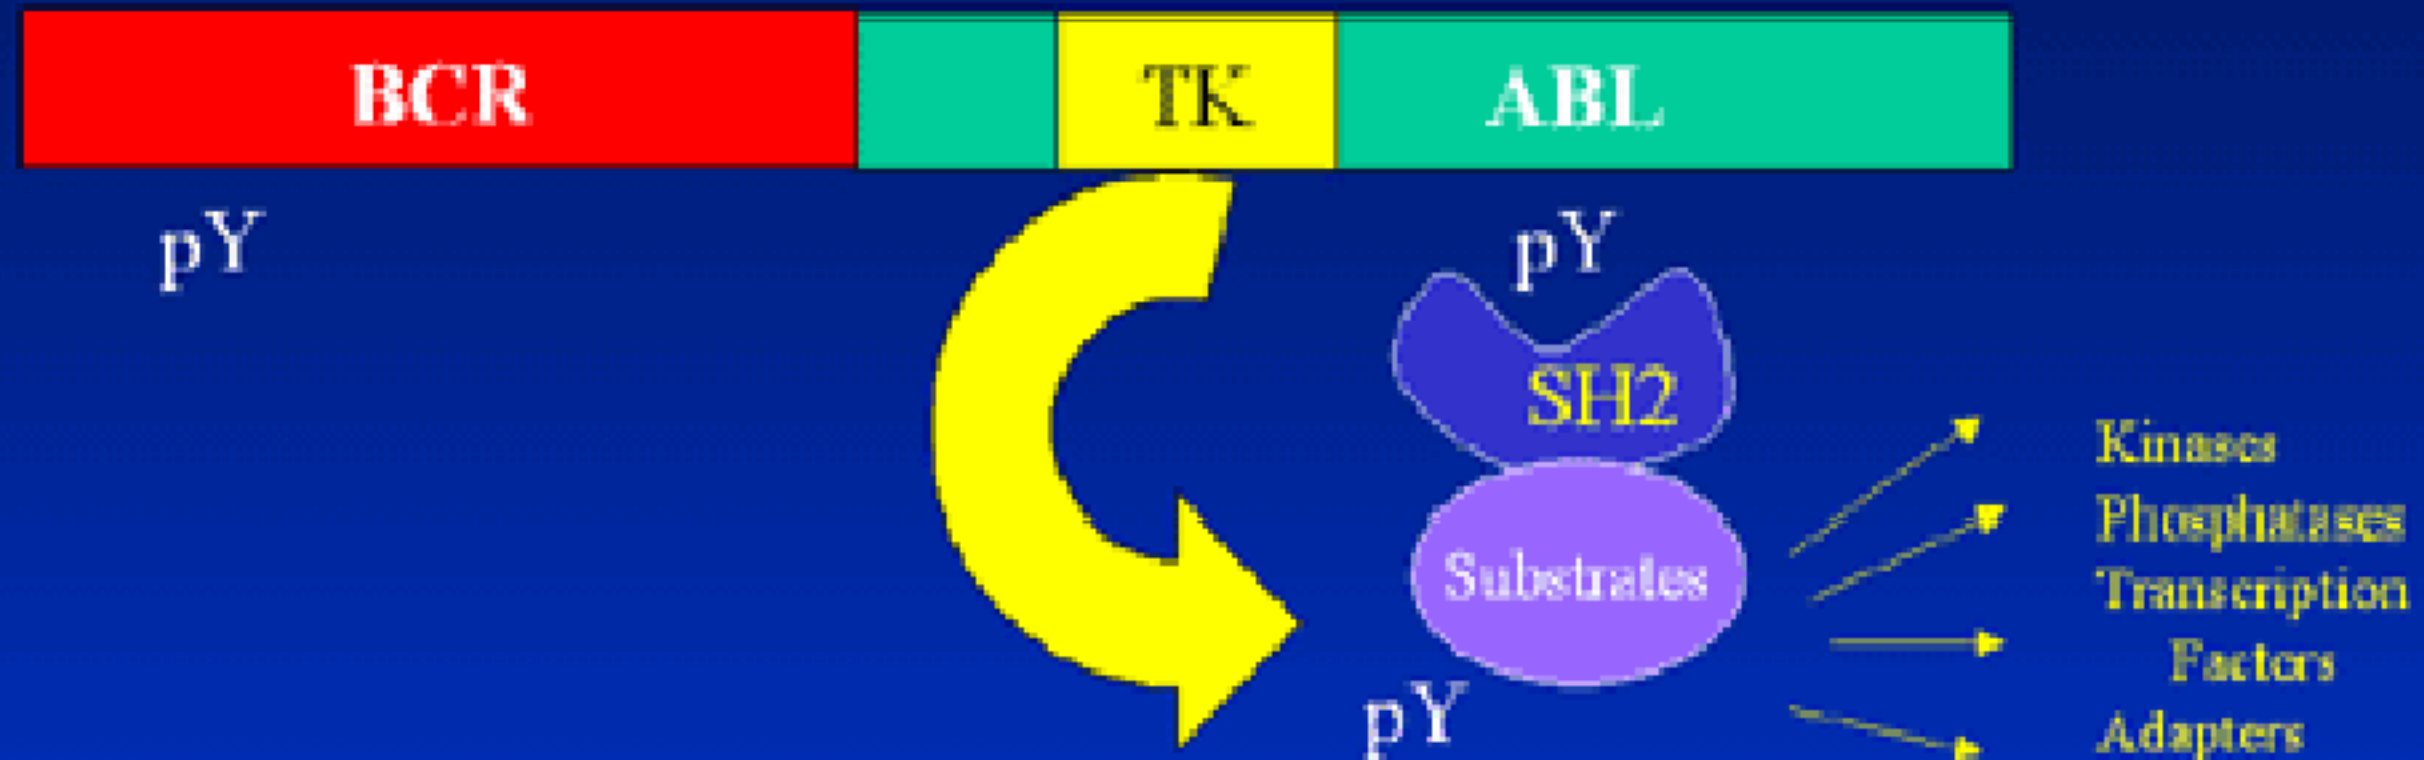 BCR TK ABL
pY pY
SH2
Substrates
pY
Kinases
Phosphatases
Transcription
Factors
Adapters